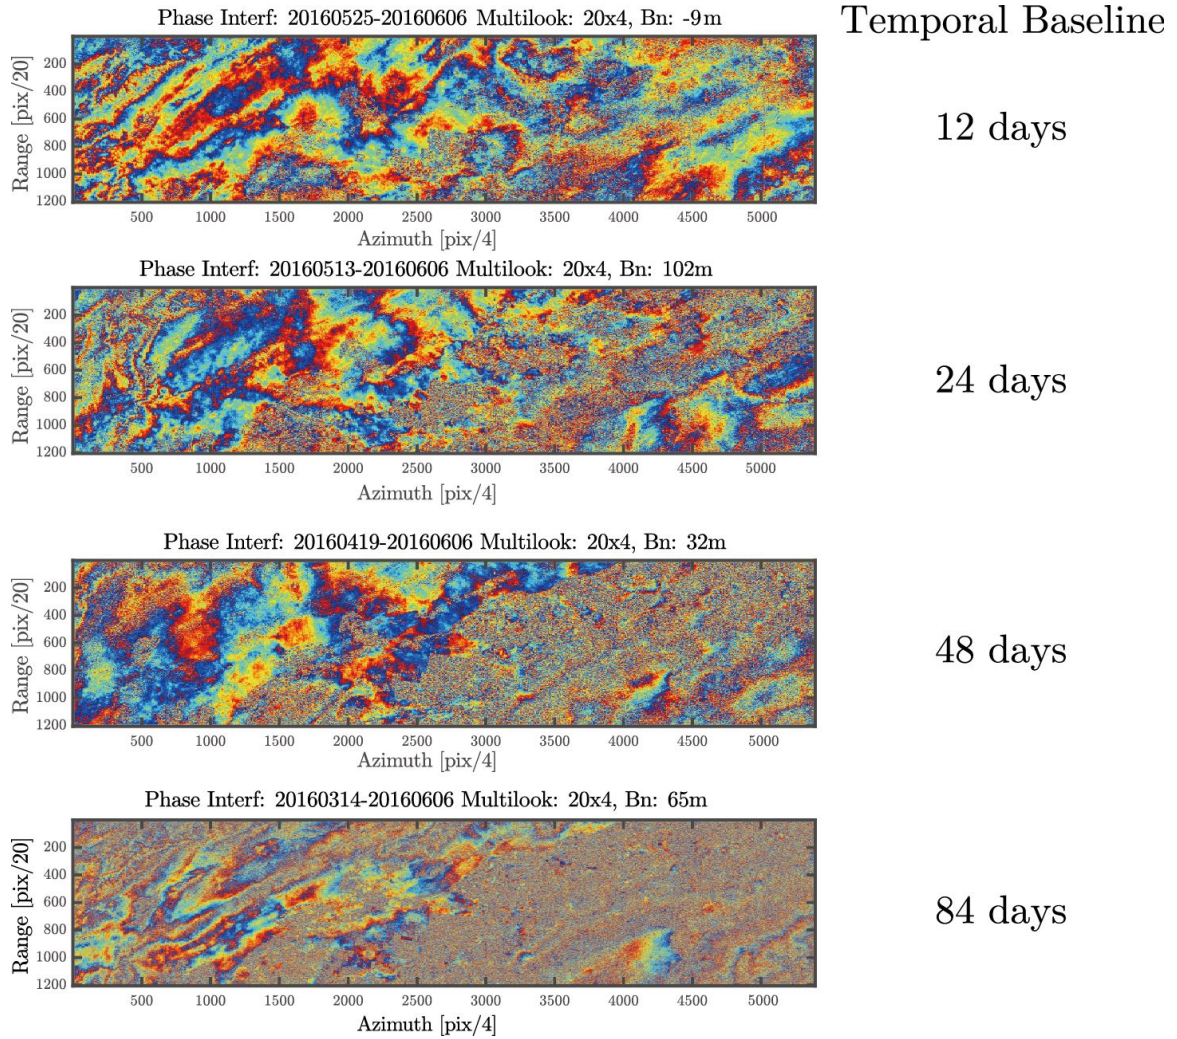 Temporal Baseline
Phase Interf: 20160525-20160606 Multilook: 20x4, Bn: -9m
Range [pix/20]
200
400
600
800
1000
1200
500 1000 1500 2000 2500 3000 3500 4000 4500 5000
Azimuth [pix/4]
12 days
Phase Interf: 20160513-20160606 Multilook: 20x4, Bn: 102m
Range [pix/20]
200
400
600
800
1000
1200
500 1000 1500 2000 2500 3000 3500 4000 4500 5000
Azimuth [pix/4]
24 days
Phase Interf: 20160419-20160606 Multilook: 20x4, Bn: 32m
Range [pix/20]
200
400
600
800
1000
1200
500 1000 1500 2000 2500 3000 3500 4000 4500 5000
Azimuth [pix/4]
48 days
Phase Interf: 20160314-20160606 Multilook: 20x4, Bn: 65m
Range [pix/20]
200
400
600
800
1000
1200
500 1000 1500 2000 2500 3000 3500 4000 4500 5000
Azimuth [pix/4]
84 days